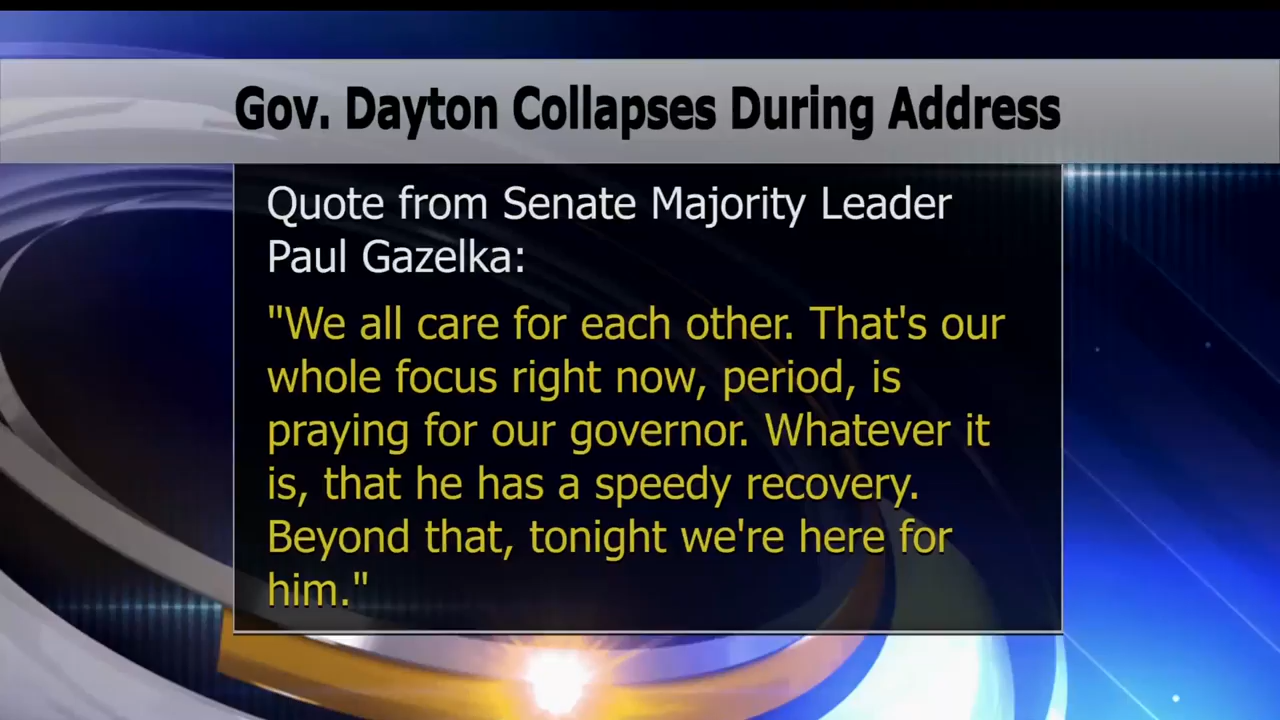 Gov. Dayton Collapses During Address
Quote from Senate Majority Leader
Paul Gazelka:
"We all care for each other. That's our
whole focus right now, period, is
praying for our governor. Whatever it
is, that he has a speedy recovery.
Beyond that, tonight we're here for
him."